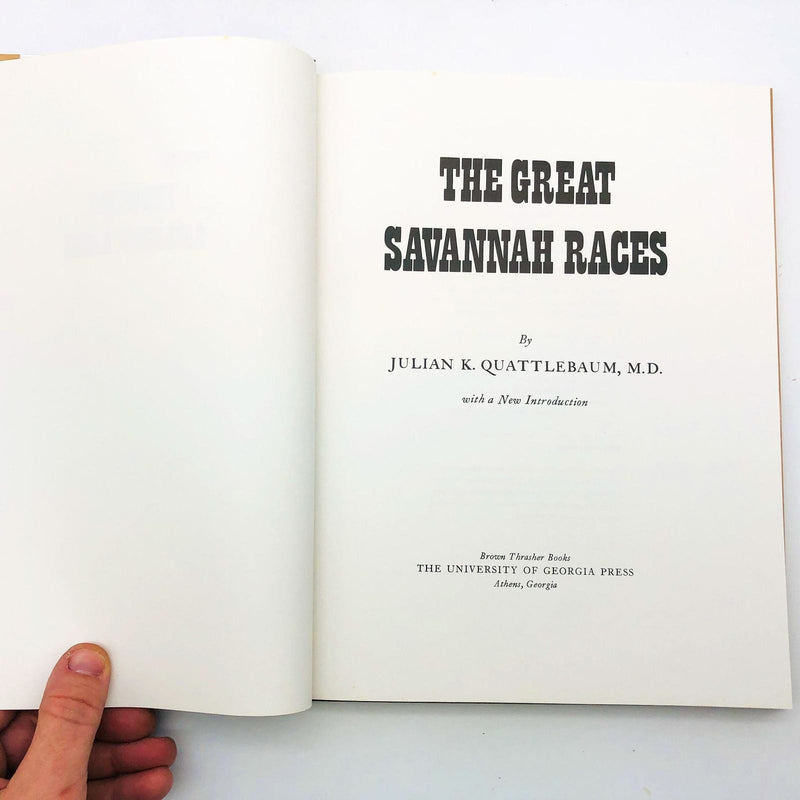 THE GREAT
SAVANNAH RACES
By
JULIAN K. QUATTLEBAUM, M.D.
with a New Introduction
Brown Thrasher Books
THE UNIVERSITY OF GEORGIA PRESS
Athens, Georgia